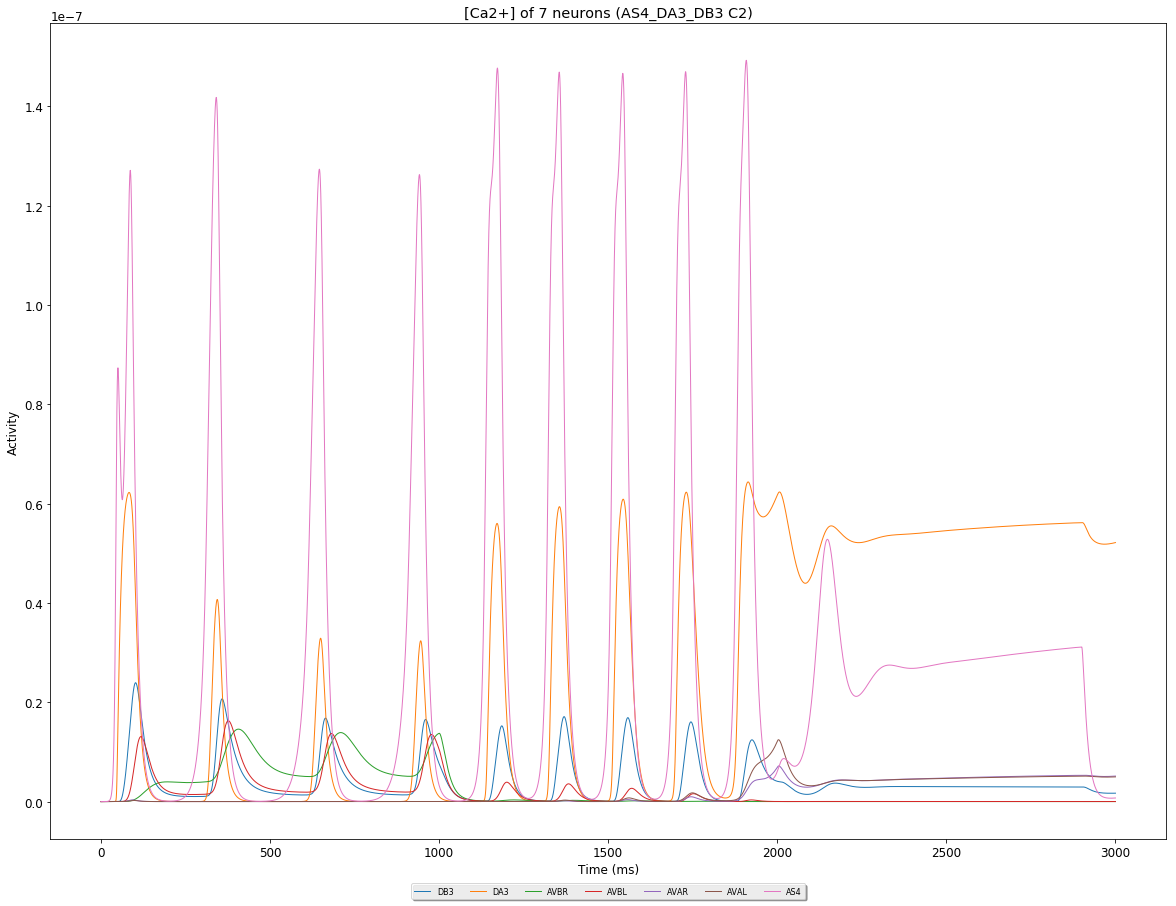 [Ca2+] of 7 neurons (AS4_DA3_DB3 C2)
1e−7
1.4
1.2
1.0
0.8
0.6
0.4
0.2
0.0
Activity
0 500 1000 1500 2000 2500 3000
Time (ms)
DB3 DA3 AVBR AVBL AVAR AVAL AS4